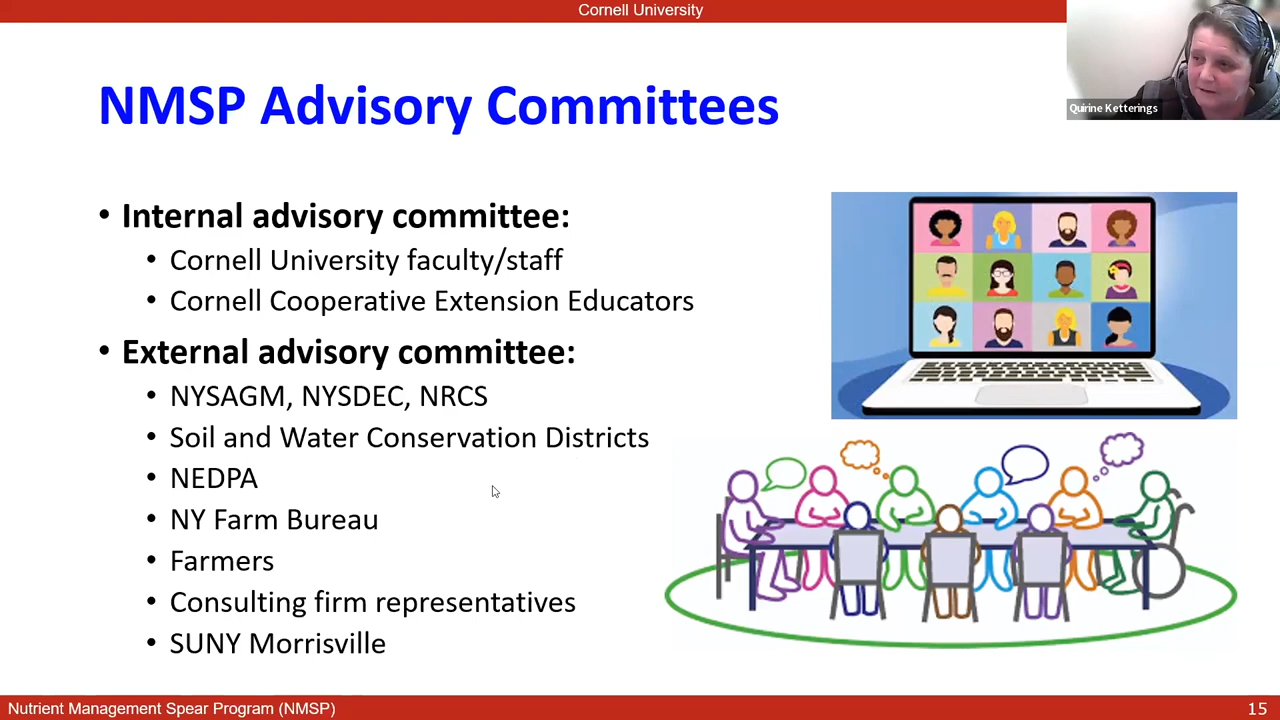 Cornell University
Quirine Ketterings
NMSP Advisory Committees
• Internal advisory committee:
• Cornell University faculty/staff
• Cornell Cooperative Extension Educators
• External advisory committee:
• NYSAGM, NYSDEC, NRCS
• Soil and Water Conservation Districts
• NEDPA
• NY Farm Bureau
• Farmers
• Consulting firm representatives
• SUNY Morrisville
Nutrient Management Spear Program (NMSP)
15